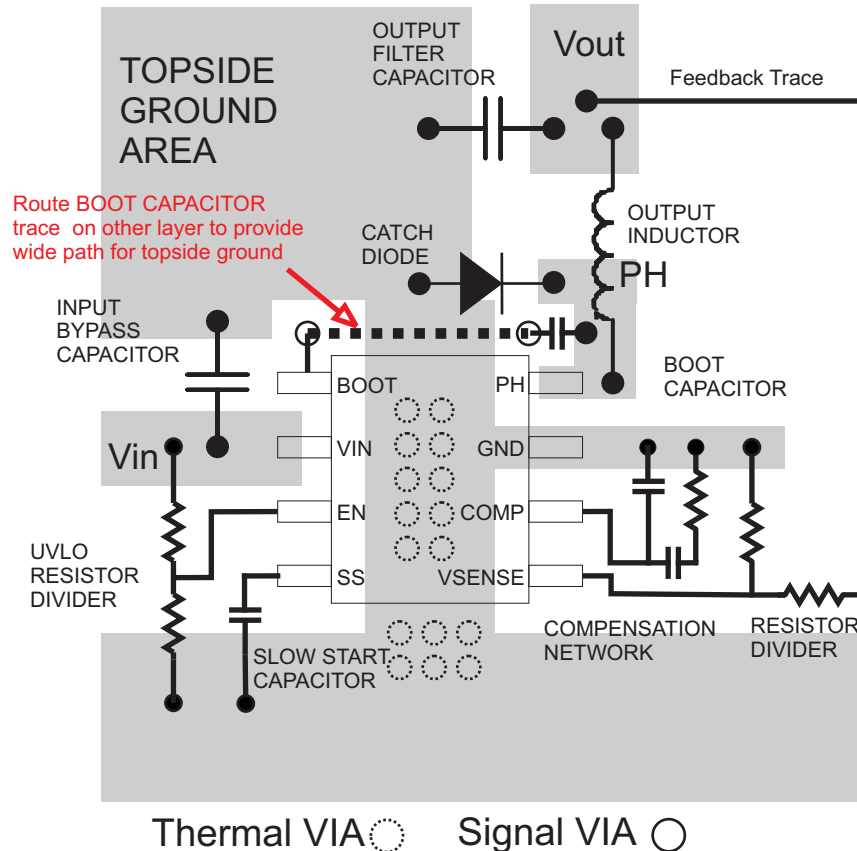 OUTPUT
FILTER
CAPACITOR
Vout
TOPSIDE
GROUND
AREA
Feedback Trace
Route BOOT CAPACITOR
trace on other layer to provide
wide path for topside ground
CATCH
DIODE
OUTPUT
INDUCTOR
PH
INPUT
BYPASS
CAPACITOR
BOOT
CAPACITOR
BOOT
PH
Vin
VIN
GND
EN
COMP
SS
VSENSE
UVLO
RESISTOR
DIVIDER
SLOW START
CAPACITOR
COMPENSATION
NETWORK
RESISTOR
DIVIDER
Thermal VIA
Signal VIA